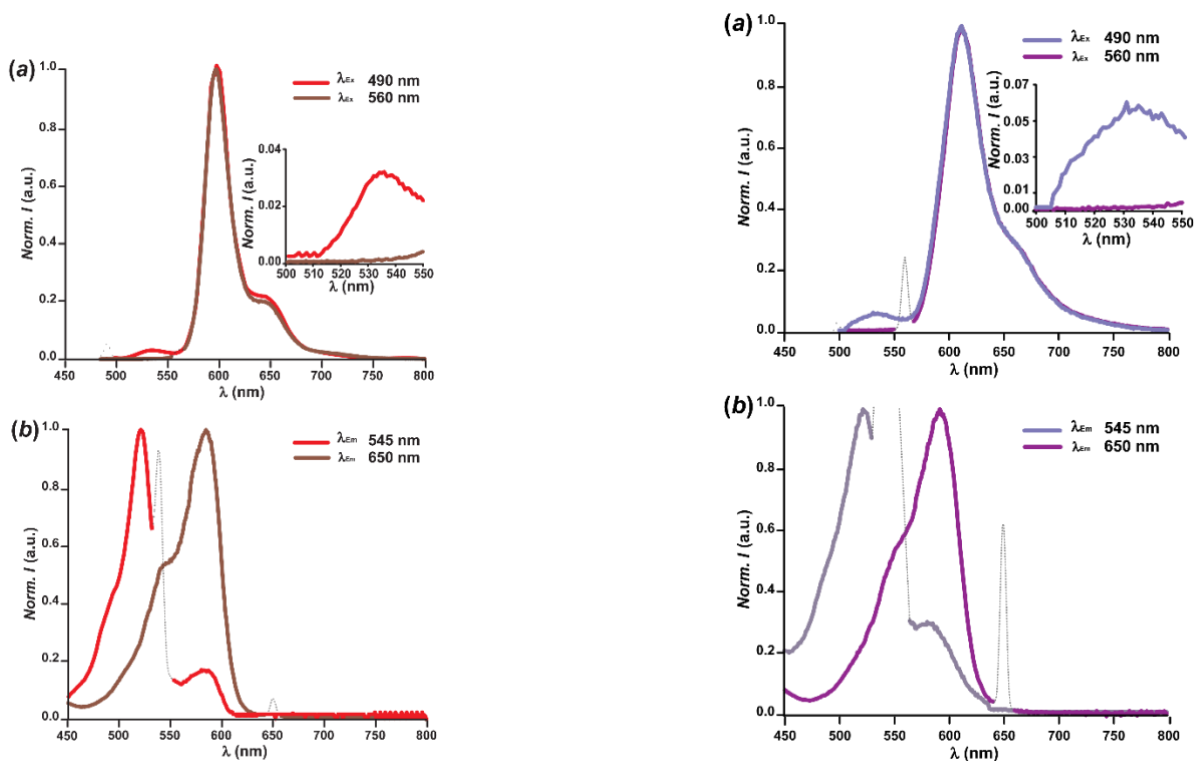 (a)
λEx 490 nm
λEx 560 nm
Norm. I (a.u.)
1.0
0.8
0.6
0.4
0.2
0.0
450 500 550 600 650 700 750 800
λ (nm)
Norm. I (a.u.)
0.04
0.02
0.00
500 510 520 530 540 550
λ (nm)
(b)
λEm 545 nm
λEm 650 nm
Norm. I (a.u.)
1.0
0.8
0.6
0.4
0.2
0.0
450 500 550 600 650 700 750 800
λ (nm)
(a)
λEx 490 nm
λEx 560 nm
Norm. I (a.u.)
1.0
0.8
0.6
0.4
0.2
0.0
450 500 550 600 650 700 750 800
λ (nm)
Norm. I (a.u.)
0.07
0.05
0.03
0.01
0.00
500 510 520 530 540 550
λ (nm)
(b)
λEm 545 nm
λEm 650 nm
Norm. I (a.u.)
1.0
0.8
0.6
0.4
0.2
0.0
450 500 550 600 650 700 750 800
λ (nm)